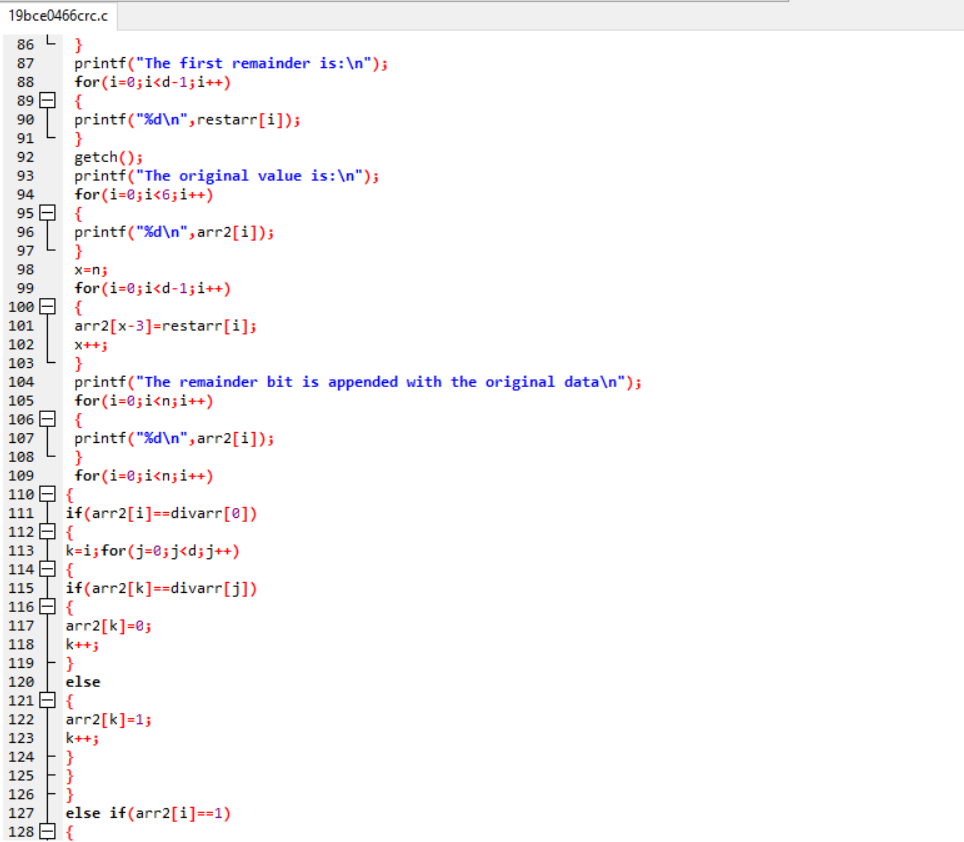 19bce0466crc.c
86 }
87 printf("The first remainder is:\n");
88 for(i=0;i<d-1;i++)
89 {
90 printf("%d\n",restarr[i]);
91 }
92 getch();
93 printf("The original value is:\n");
94 for(i=0;i<6;i++)
95 {
96 printf("%d\n",arr2[i]);
97 }
98 x=n;
99 for(i=0;i<d-1;i++)
100 {
101 arr2[x-3]=restarr[i];
102 x++;
103 }
104 printf("The remainder bit is appended with the original data\n");
105 for(i=0;i<n;i++)
106 {
107 printf("%d\n",arr2[i]);
108 }
109 for(i=0;i<n;i++)
110 {
111 if(arr2[i]==divarr[0])
112 {
113 k=i;for(j=0;j<d;j++)
114 {
115 if(arr2[k]==divarr[j])
116 {
117 arr2[k]=0;
118 k++;
119 }
120 else
121 {
122 arr2[k]=1;
123 k++;
124 }
125 }
126 }
127 else if(arr2[i]==1)
128 {